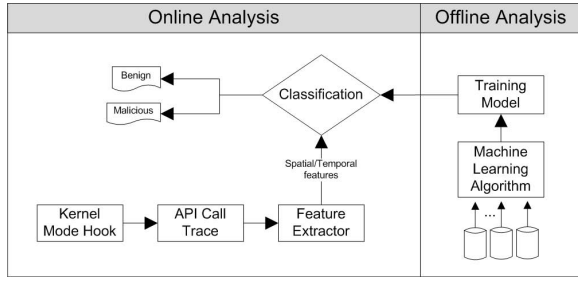 Online Analysis
Offline Analysis
Benign
Malicious
Classification
Training
Model
Spatial/Temporal
features
Machine
Learning
Algorithm
Kernel
Mode Hook
API Call
Trace
Feature
Extractor
...